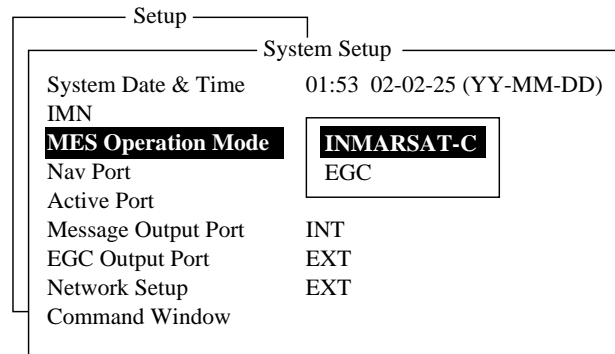 Setup
System Setup
System Date & Time 01:53 02-02-25 (YY-MM-DD)
IMN
MES Operation Mode INMARSAT-C
Nav Port EGC
Active Port
Message Output Port INT
EGC Output Port EXT
Network Setup EXT
Command Window